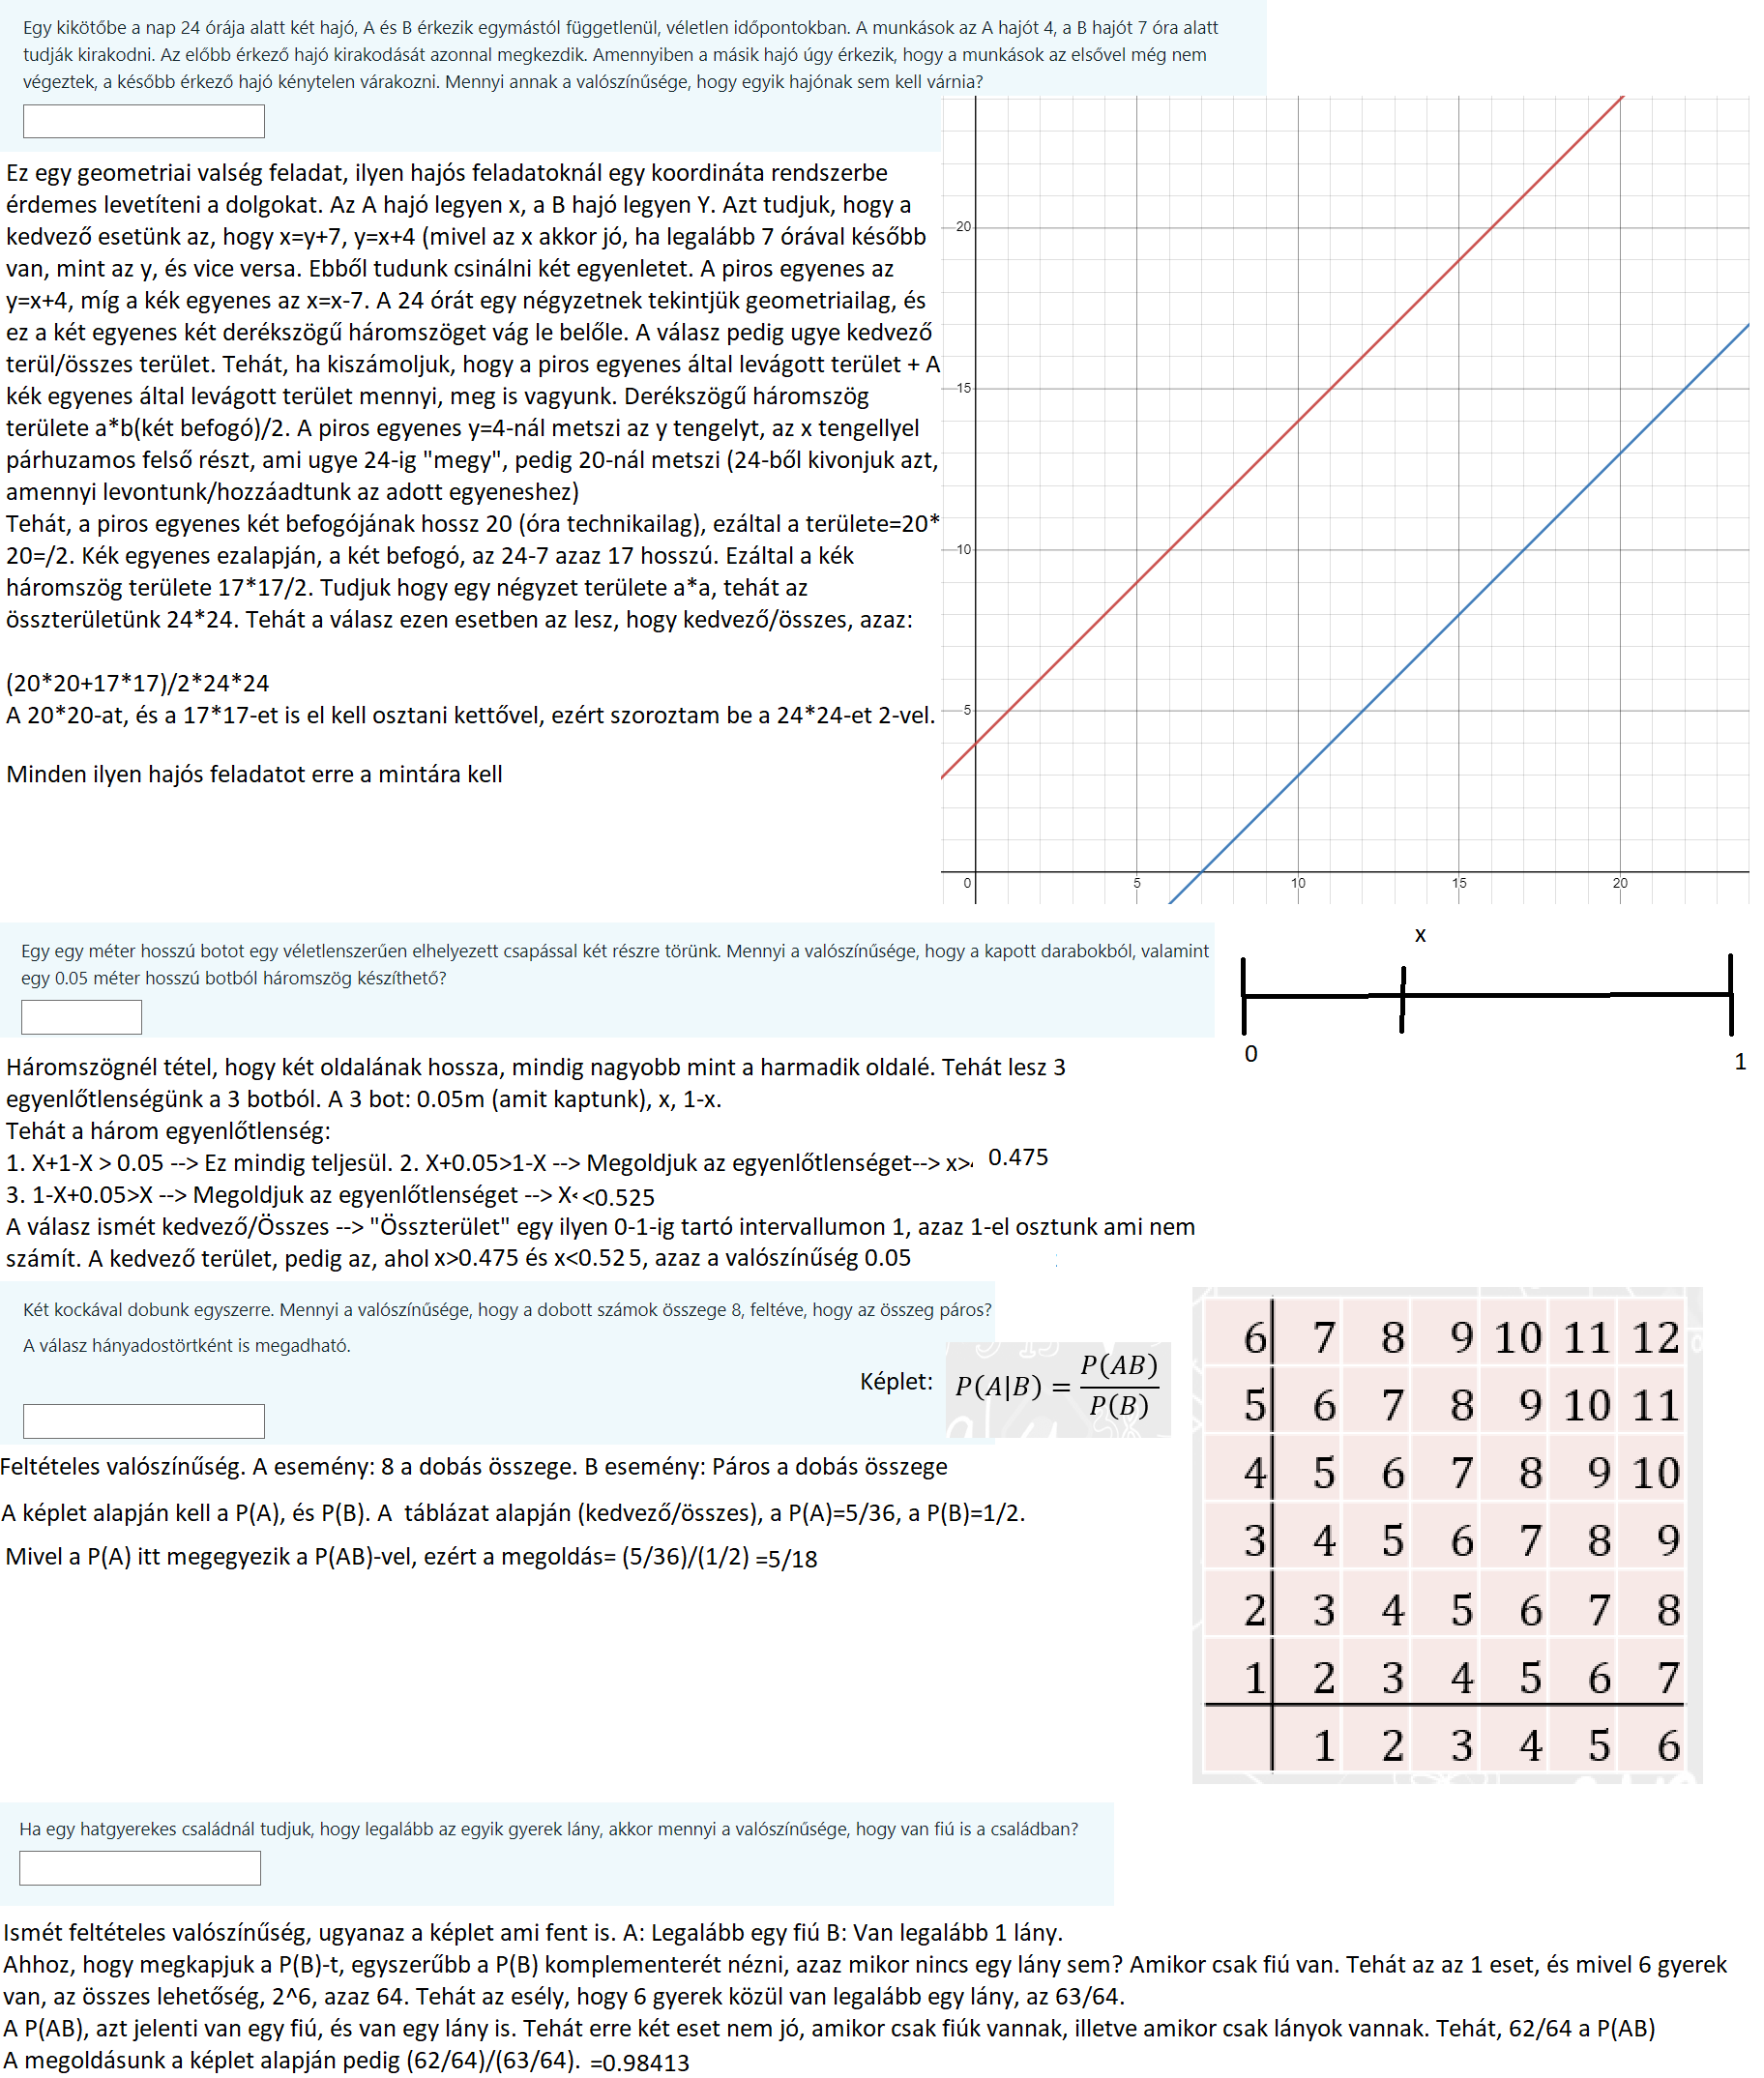 Egy kikötőbe a nap 24 órája alatt két hajó, A és B érkezik egymástól függetlenül, véletlen időpontokban. A munkások az A hajót 4, a B hajót 7 óra alatt
tudják kirakodni. Az előbb érkező hajó kirakodását azonnal megkezdik. Amennyiben a másik hajó úgy érkezik, hogy a munkások az elsővel még nem
végeztek, a később érkező hajó kénytelen várakozni. Mennyi annak a valószínűsége, hogy egyik hajónak sem kell várnia?
Ez egy geometriai valség feladat, ilyen hajós feladatoknál egy koordináta rendszerbe
érdemes levetíteni a dolgokat. Az A hajó legyen x, a B hajó legyen Y. Azt tudjuk, hogy a
kedvező esetünk az, hogy x=y+7, y=x+4 (mivel az x akkor jó, ha legalább 7 órával később
van, mint az y, és vice versa. Ebből tudunk csinálni két egyenletet. A piros egyenes az
y=x+4, míg a kék egyenes az x=x-7. A 24 órát egy négyzetnek tekintjük geometriailag, és
ez a két egyenes két derékszögű háromszöget vág le belőle. A válasz pedig ugye kedvező
terül/összes terület. Tehát, ha kiszámoljuk, hogy a piros egyenes által levágott terület + A
kék egyenes által levágott terület mennyi, meg is vagyunk. Derékszögű háromszög
területe a*b(két befogó)/2. A piros egyenes y=4-nál metszi az y tengelyt, az x tengellyel
párhuzamos felső részt, ami ugye 24-ig "megy", pedig 20-nál metszi (24-ből kivonjuk azt,
amennyi levontunk/hozzáadtunk az adott egyeneshez)
Tehát, a piros egyenes két befogójának hossz 20 (óra technikailag), ezáltal a területe=20*
20=/2. Kék egyenes ezalapján, a két befogó, az 24-7 azaz 17 hosszú. Ezáltal a kék
háromszög területe 17*17/2. Tudjuk hogy egy négyzet területe a*a, tehát az
összterületünk 24*24. Tehát a válasz ezen esetben az lesz, hogy kedvező/összes, azaz:
(20*20+17*17)/2*24*24
A 20*20-at, és a 17*17-et is el kell osztani kettővel, ezért szoroztam be a 24*24-et 2-vel.
Minden ilyen hajós feladatot erre a mintára kell
20
15
10
5
0 5 10 15 20
Egy egy méter hosszú botot egy véletlenszerűen elhelyezett csapással két részre törünk. Mennyi a valószínűsége, hogy a kapott darabokból, valamint
egy 0.05 méter hosszú botból háromszög készíthető?
x
0 1
Háromszögnél tétel, hogy két oldalának hossza, mindig nagyobb mint a harmadik oldalé. Tehát lesz 3
egyenlőtlenségünk a 3 botból. A 3 bot: 0.05m (amit kaptunk), x, 1-x.
Tehát a három egyenlőtlenség:
1. X+1-X > 0.05 --> Ez mindig teljesül. 2. X+0.05>1-X --> Megoldjuk az egyenlőtlenséget--> x> 0.475
3. 1-X+0.05>X --> Megoldjuk az egyenlőtlenséget --> X<<0.525
A válasz ismét kedvező/Összes --> "Összterület" egy ilyen 0-1-ig tartó intervallumon 1, azaz 1-el osztunk ami nem
számít. A kedvező terület, pedig az, ahol x>0.475 és x<0.525, azaz a valószínűség 0.05
Két kockával dobunk egyszerre. Mennyi a valószínűsége, hogy a dobott számok összege 8, feltéve, hogy az összeg páros?
A válasz hányadostörtként is megadható.
Képlet: P(A|B) = P(AB) / P(B)
Feltételes valószínűség. A esemény: 8 a dobás összege. B esemény: Páros a dobás összege
A képlet alapján kell a P(A), és P(B). A táblázat alapján (kedvező/összes), a P(A)=5/36, a P(B)=1/2.
Mivel a P(A) itt megegyezik a P(AB)-vel, ezért a megoldás= (5/36)/(1/2) =5/18
6 7 8 9 10 11 12
5 6 7 8 9 10 11
4 5 6 7 8 9 10
3 4 5 6 7 8 9
2 3 4 5 6 7 8
1 2 3 4 5 6 7
1 2 3 4 5 6
Ha egy hatgyerekes családnál tudjuk, hogy legalább az egyik gyerek lány, akkor mennyi a valószínűsége, hogy van fiú is a családban?
Ismét feltételes valószínűség, ugyanaz a képlet ami fent is. A: Legalább egy fiú B: Van legalább 1 lány.
Ahhoz, hogy megkapjuk a P(B)-t, egyszerűbb a P(B) komplementerét nézni, azaz mikor nincs egy lány sem? Amikor csak fiú van. Tehát az az 1 eset, és mivel 6 gyerek
van, az összes lehetőség, 2^6, azaz 64. Tehát az esély, hogy 6 gyerek közül van legalább egy lány, az 63/64.
A P(AB), azt jelenti van egy fiú, és van egy lány is. Tehát erre két eset nem jó, amikor csak fiúk vannak, illetve amikor csak lányok vannak. Tehát, 62/64 a P(AB)
A megoldásunk a képlet alapján pedig (62/64)/(63/64). =0.98413